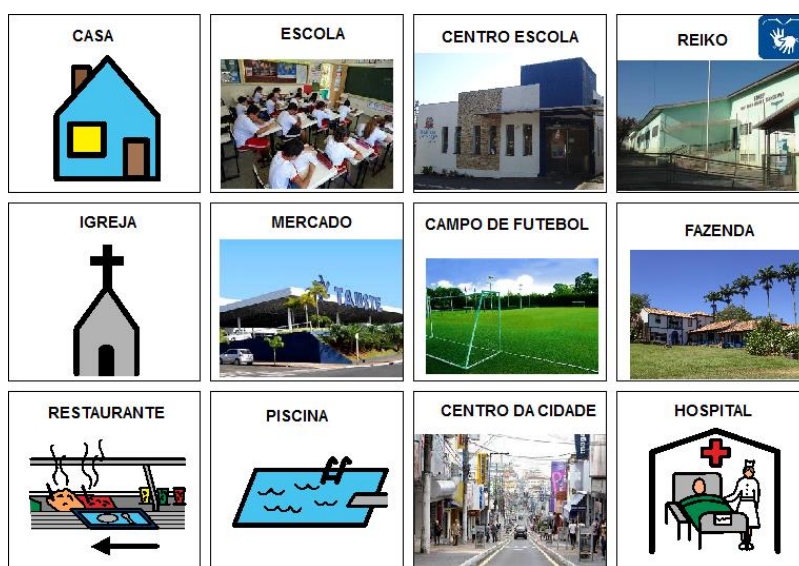 CASA
ESCOLA
CENTRO ESCOLA
REIKO
IGREJA
MERCADO
TAUSTE
CAMPO DE FUTEBOL
FAZENDA
RESTAURANTE
PISCINA
CENTRO DA CIDADE
HOSPITAL